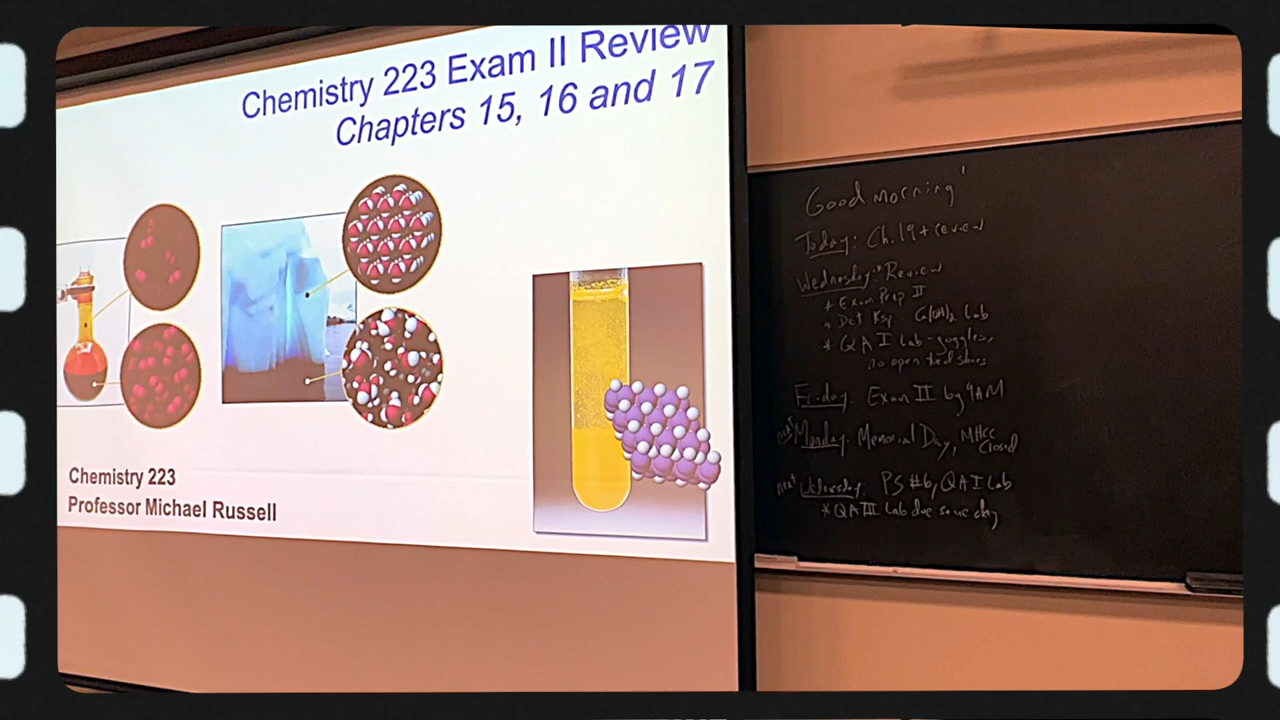 Chemistry 223 Exam II Review
Chapters 15, 16 and 17
Chemistry 223
Professor Michael Russell
Good morning!
Today: Ch. 19 + review
Wednesday: Review
* Exam Prep II
* Det Ksp Ca(OH)2 Lab
* QA I Lab - goggles,
no open toed shoes
Friday: Exam II by 9AM
next Monday: Memorial Day, MHCC Closed
next Wednesday: PS #6, QA I Lab
* QA III Lab due same day